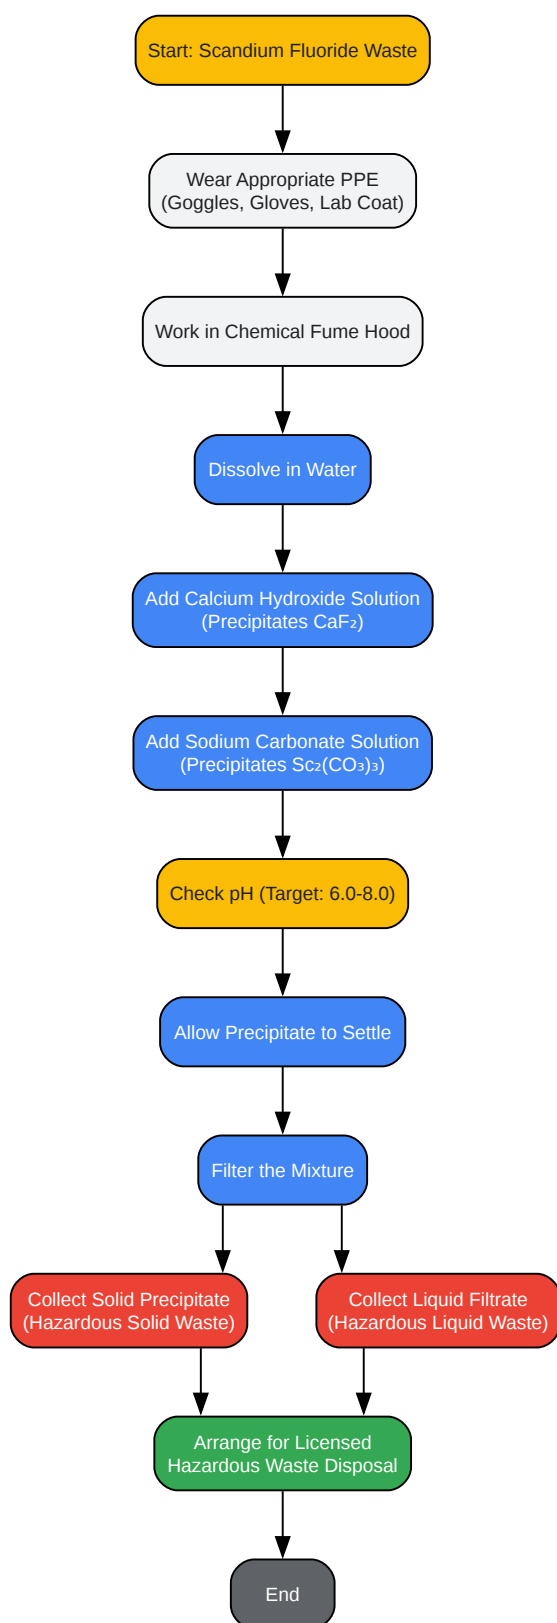 Start: Scandium Fluoride Waste
Wear Appropriate PPE
(Goggles, Gloves, Lab Coat)
Work in Chemical Fume Hood
Dissolve in Water
Add Calcium Hydroxide Solution
(Precipitates CaF₂)
Add Sodium Carbonate Solution
(Precipitates Sc₂(CO₃)₃)
Check pH (Target: 6.0-8.0)
Allow Precipitate to Settle
Filter the Mixture
Collect Solid Precipitate
(Hazardous Solid Waste)
Collect Liquid Filtrate
(Hazardous Liquid Waste)
Arrange for Licensed
Hazardous Waste Disposal
End